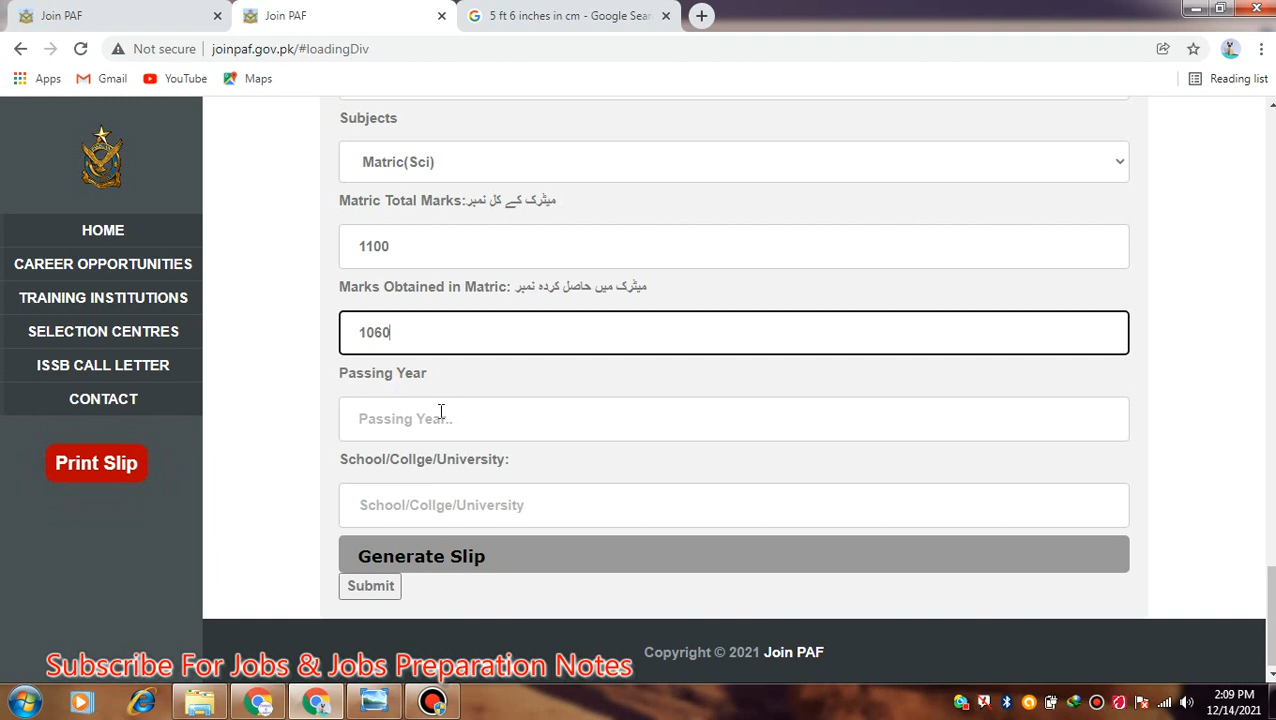 Join PAF
Join PAF
5 ft 6 inches in cm - Google Sear
Not secure
joinpaf.gov.pk/#loadingDiv
Apps
Gmail
YouTube
Maps
Reading list
HOME
CAREER OPPORTUNITIES
TRAINING INSTITUTIONS
SELECTION CENTRES
ISSB CALL LETTER
CONTACT
Print Slip
Subjects
Matric(Sci)
Matric Total Marks:میٹرک کے کل نمبر
1100
Marks Obtained in Matric: میٹرک میں حاصل کردہ نمبر
1060
Passing Year
Passing Year..
School/Collge/University:
School/Collge/University
Generate Slip
Submit
Copyright © 2021 Join PAF
Subscribe For Jobs & Jobs Preparation Notes
2:09 PM
12/14/2021